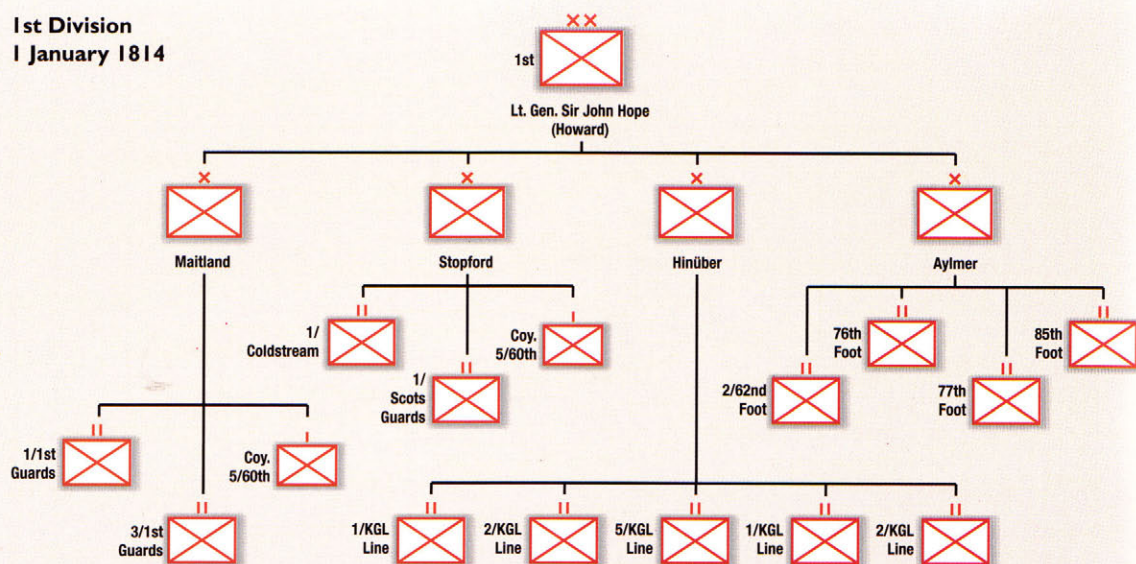 1st Division
1 January 1814
1st
Lt. Gen. Sir John Hope
(Howard)
Maitland
Stopford
Hinüber
Aylmer
1/
Coldstream
Coy.
5/60th
1/
Scots
Guards
76th
Foot
85th
Foot
2/62nd
Foot
77th
Foot
1/1st
Guards
Coy.
5/60th
3/1st
Guards
1/KGL
Line
2/KGL
Line
5/KGL
Line
1/KGL
Line
2/KGL
Line